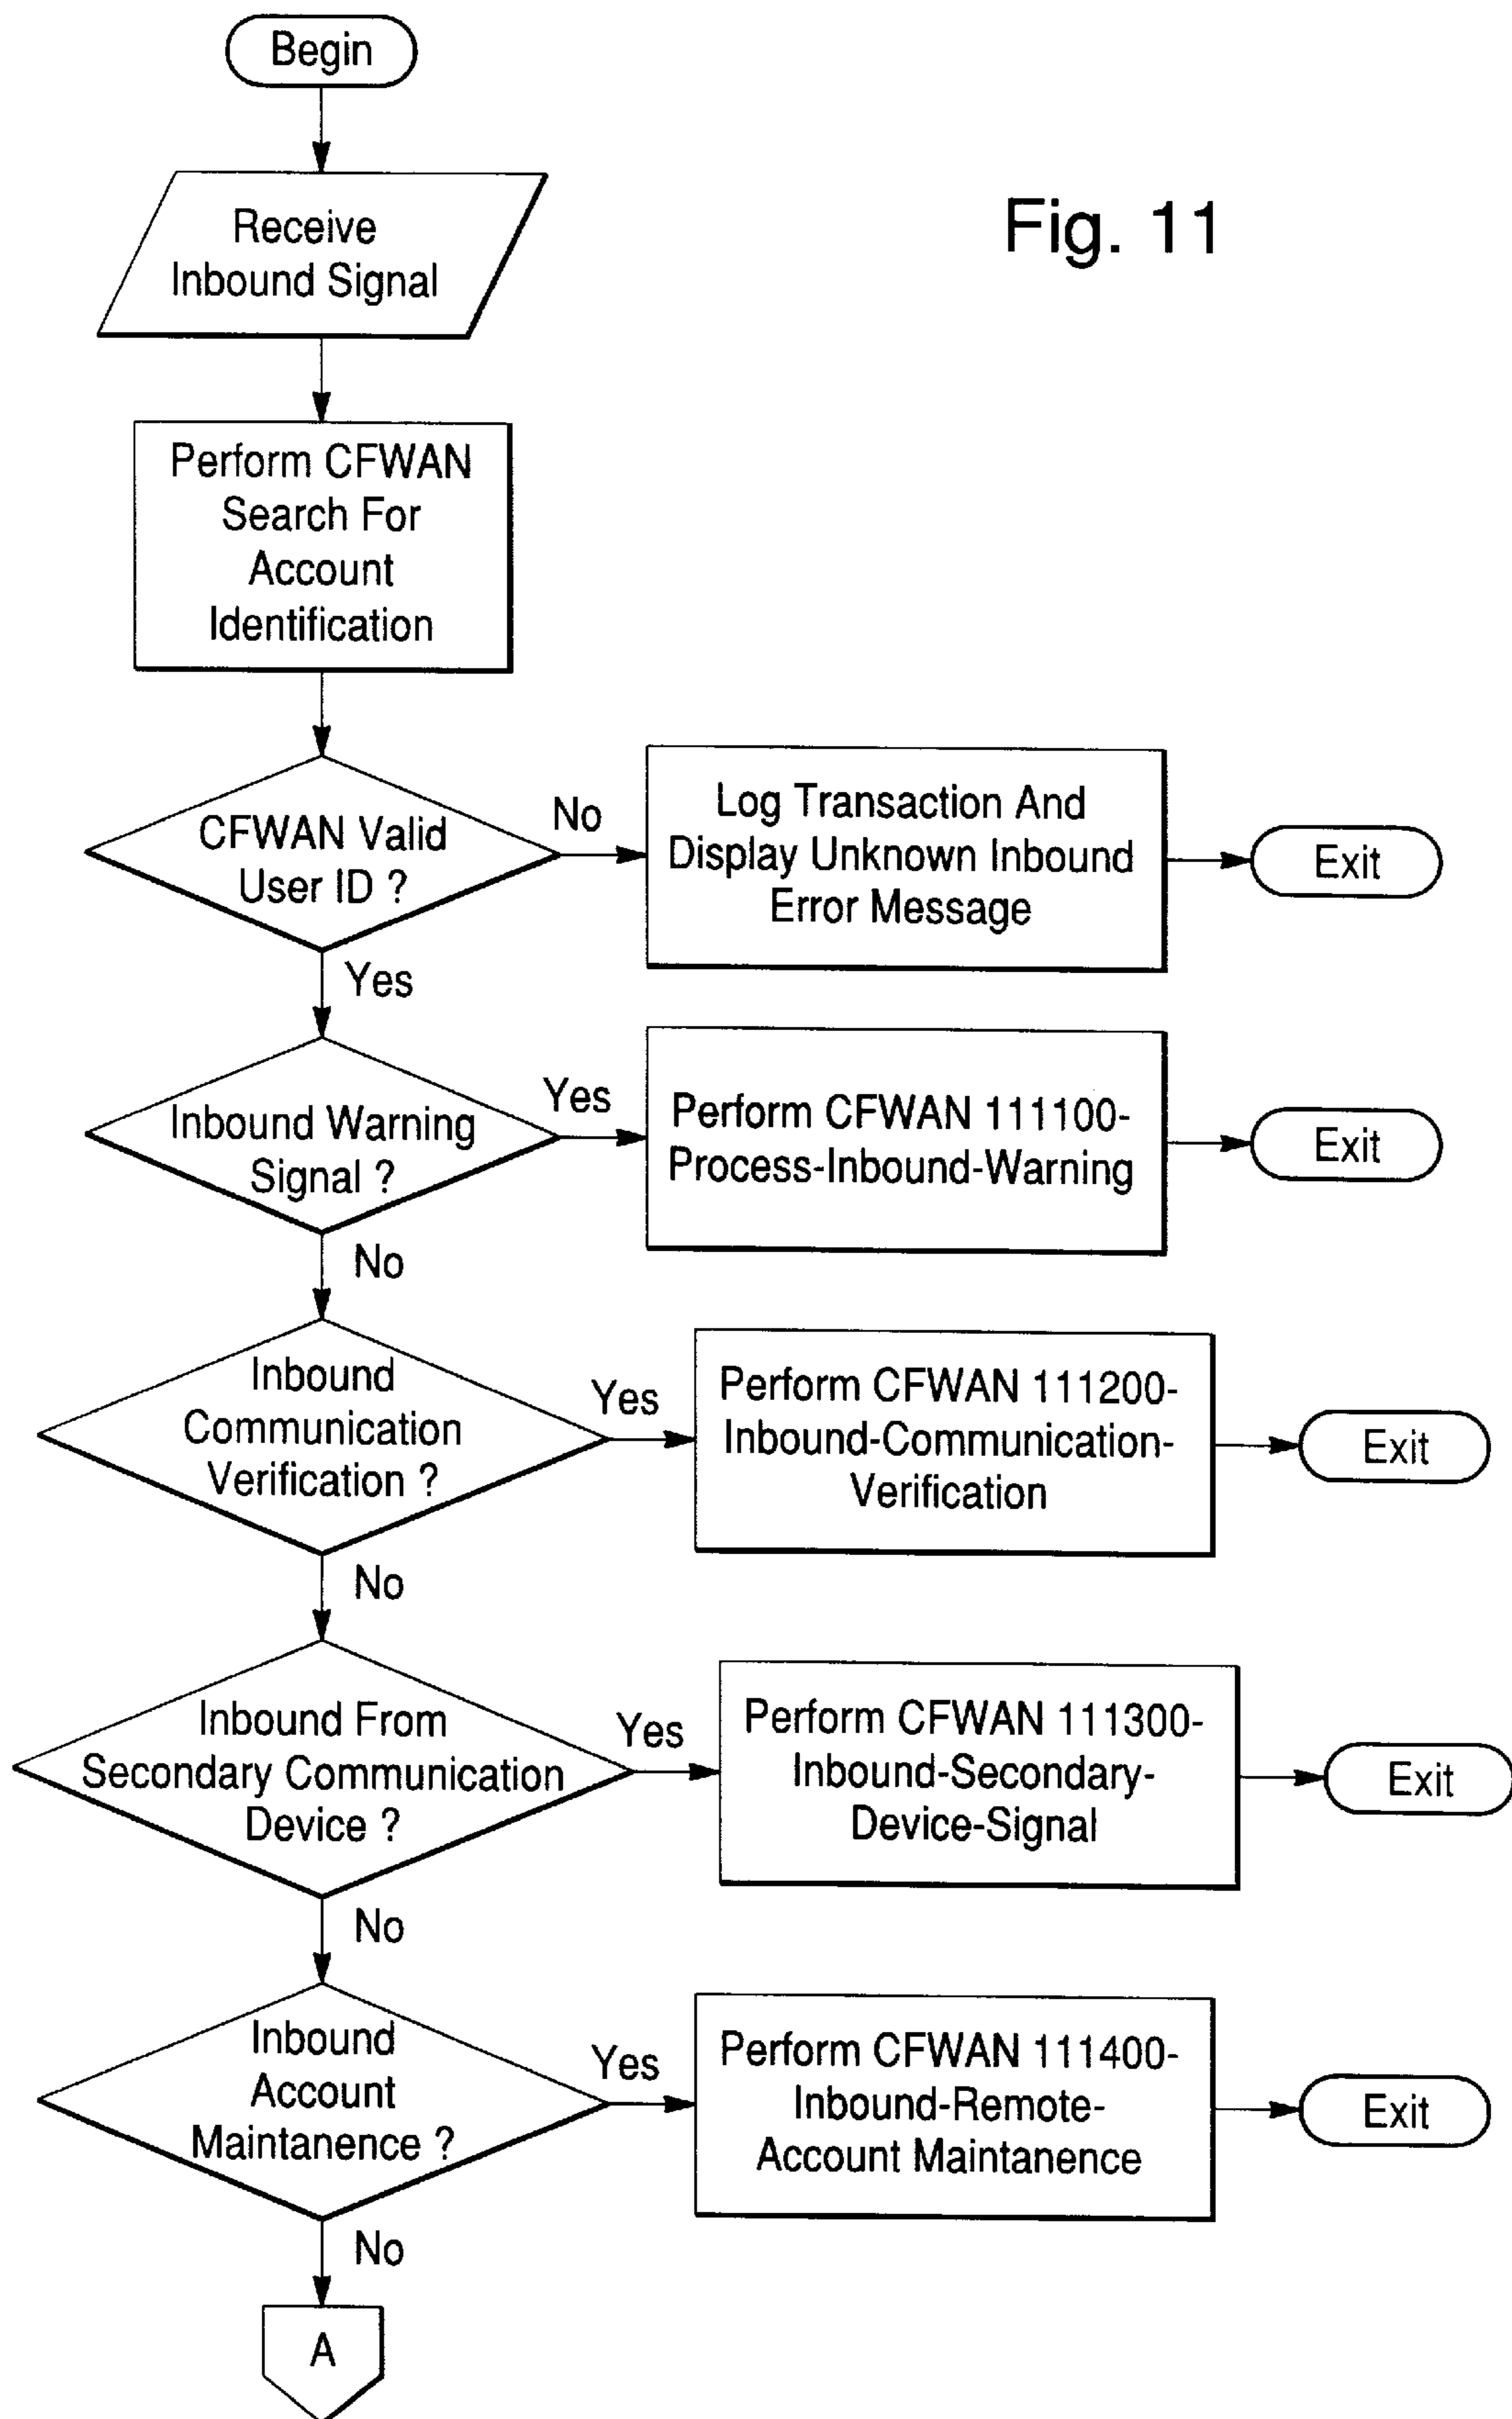 Begin
Fig. 11
Receive
Inbound Signal
Perform CFWAN
Search For
Account
Identification
CFWAN Valid
User ID ?
No
Log Transaction And
Display Unknown Inbound
Error Message
Exit
Yes
Inbound Warning
Signal ?
Yes
Perform CFWAN 111100-
Process-Inbound-Warning
Exit
No
Inbound
Communication
Verification ?
Yes
Perform CFWAN 111200-
Inbound-Communication-
Verification
Exit
No
Inbound From
Secondary Communication
Device ?
Yes
Perform CFWAN 111300-
Inbound-Secondary-
Device-Signal
Exit
No
Inbound
Account
Maintanence ?
Yes
Perform CFWAN 111400-
Inbound-Remote-
Account Maintanence
Exit
No
A